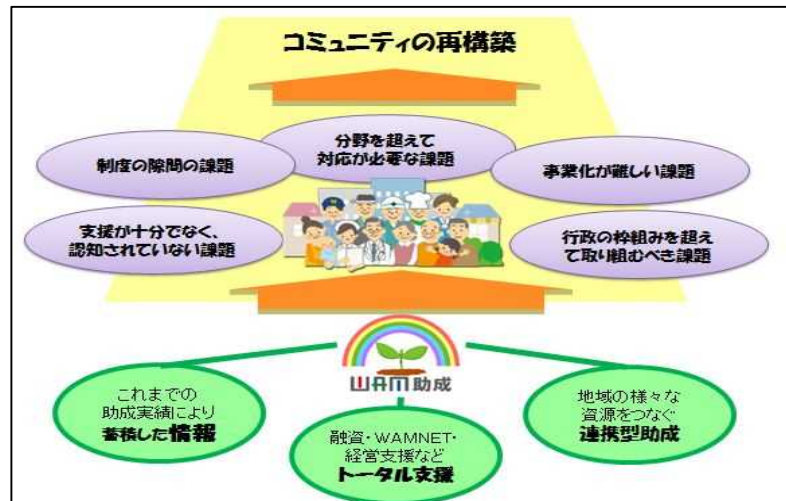 コミュニティの再構築
分野を超えて
対応が必要な課題
制度の隙間の課題
事業化が難しい課題
支援が十分でなく、
認知されていない課題
行政の枠組みを超え
て取り組むべき課題
WAM助成
これまでの
助成実績により
蓄積した情報
融資・WAMNET・
経営支援など
トータル支援
地域の様々な
資源をつなぐ
連携型助成